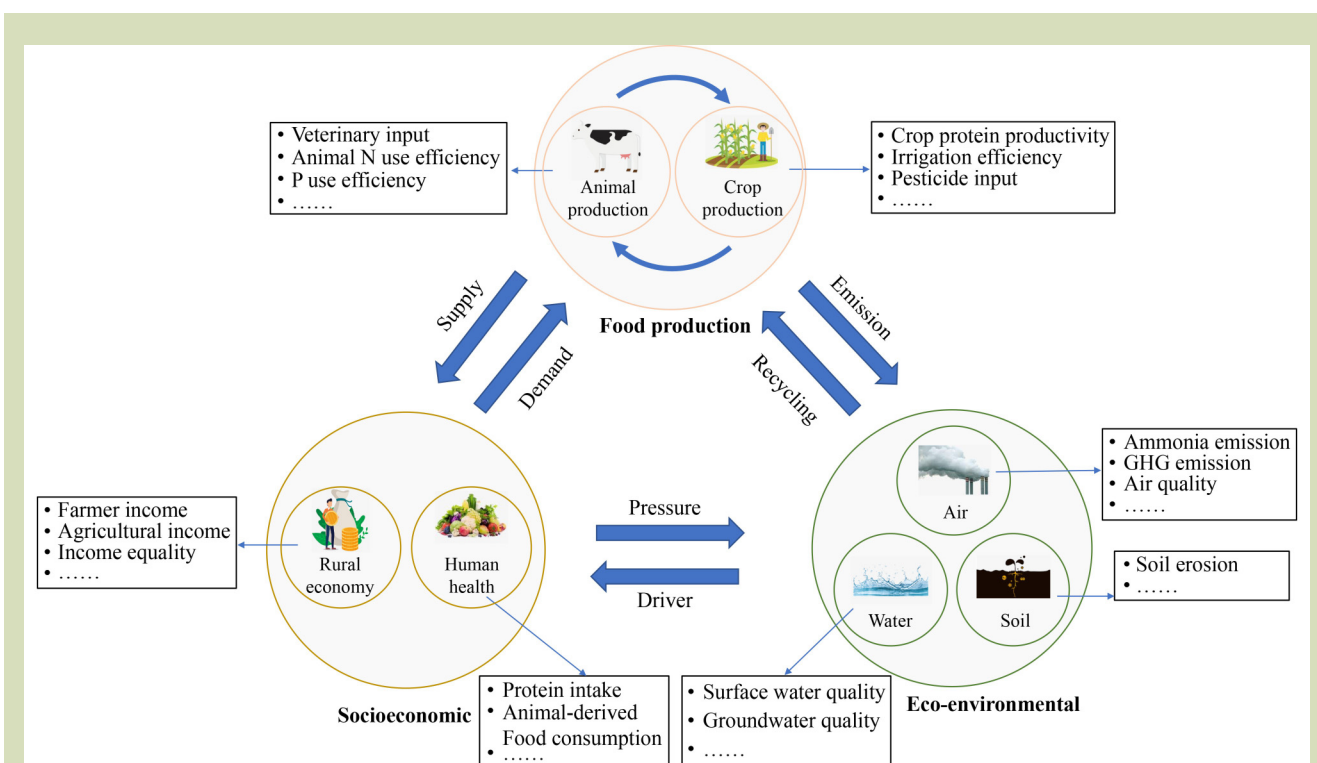 • Veterinary input
• Animal N use efficiency
• P use efficiency
• ……
Animal
production
Crop
production
• Crop protein productivity
• Irrigation efficiency
• Pesticide input
• ……
Food production
Supply
Demand
Emission
Recycling
• Farmer income
• Agricultural income
• Income equality
• ……
Rural
economy
Human
health
Pressure
Driver
Air
Water
Soil
• Ammonia emission
• GHG emission
• Air quality
• ……
• Soil erosion
• ……
Socioeconomic
• Protein intake
• Animal-derived
Food consumption
• ……
• Surface water quality
• Groundwater quality
• ……
Eco-environmental